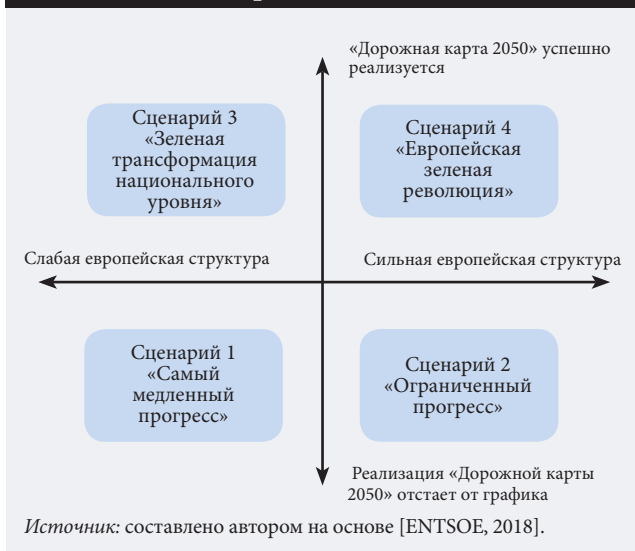 «Дорожная карта 2050» успешно
реализуется
Сценарий 3
«Зеленая
трансформация
национального
уровня»
Сценарий 4
«Европейская
зеленая
революция»
Слабая европейская структура
Сильная европейская структура
Сценарий 1
«Самый
медленный
прогресс»
Сценарий 2
«Ограниченный
прогресс»
Реализация «Дорожной карты
2050» отстает от графика
Источник: составлено автором на основе [ENTSOE, 2018].